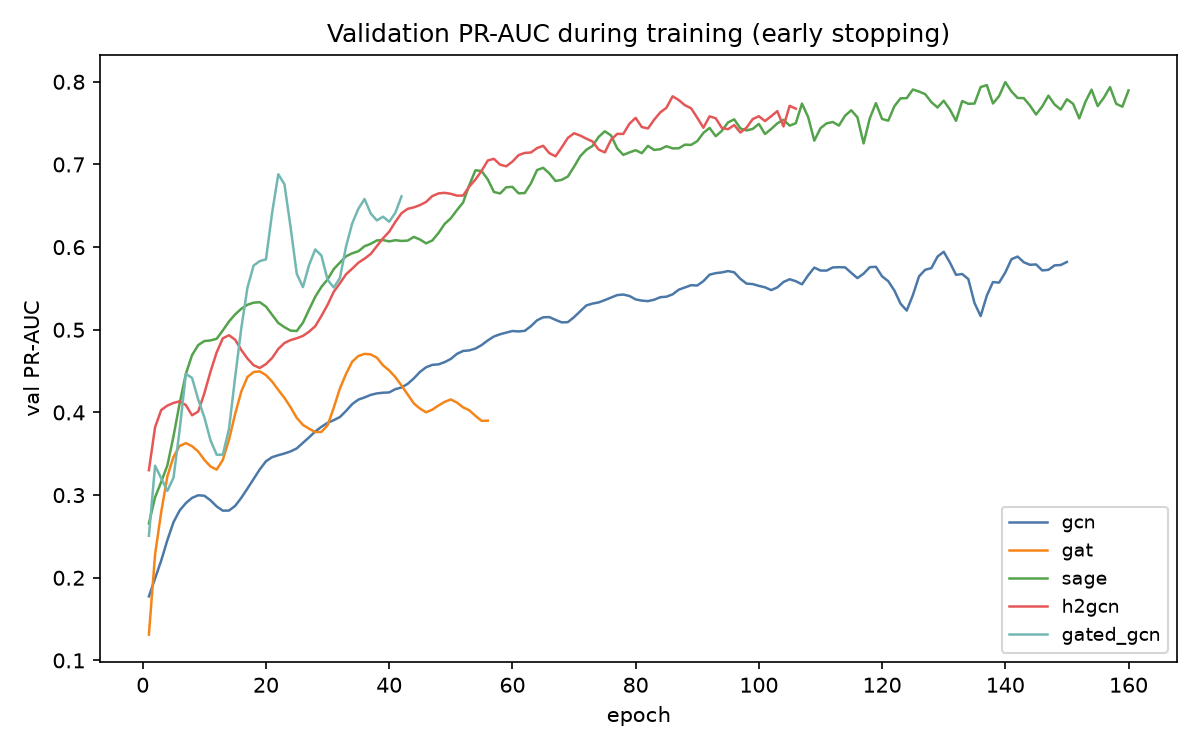 Validation PR-AUC during training (early stopping)
val PR-AUC
0.8
0.7
0.6
0.5
0.4
0.3
0.2
0.1
0 20 40 60 80 100 120 140 160
epoch
gcn
gat
sage
h2gcn
gated_gcn